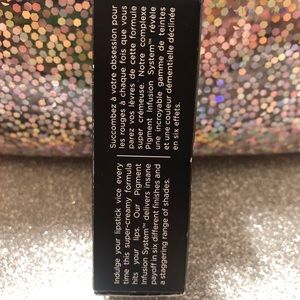 Succombez à votre obsession pour
les rouges à chaque fois que vous
parez vos lèvres de cette formule
super crémeuse. Notre complexe
Pigment Infusion System™ révèle
une incroyable gamme de teintes
et une couleur démentielle déclinée
en six effets.
Indulge your lipstick vice every
time this super-creamy formula
hits your lips. Our Pigment
Infusion System™ delivers insane
payoff in six different finishes and
a staggering range of shades.